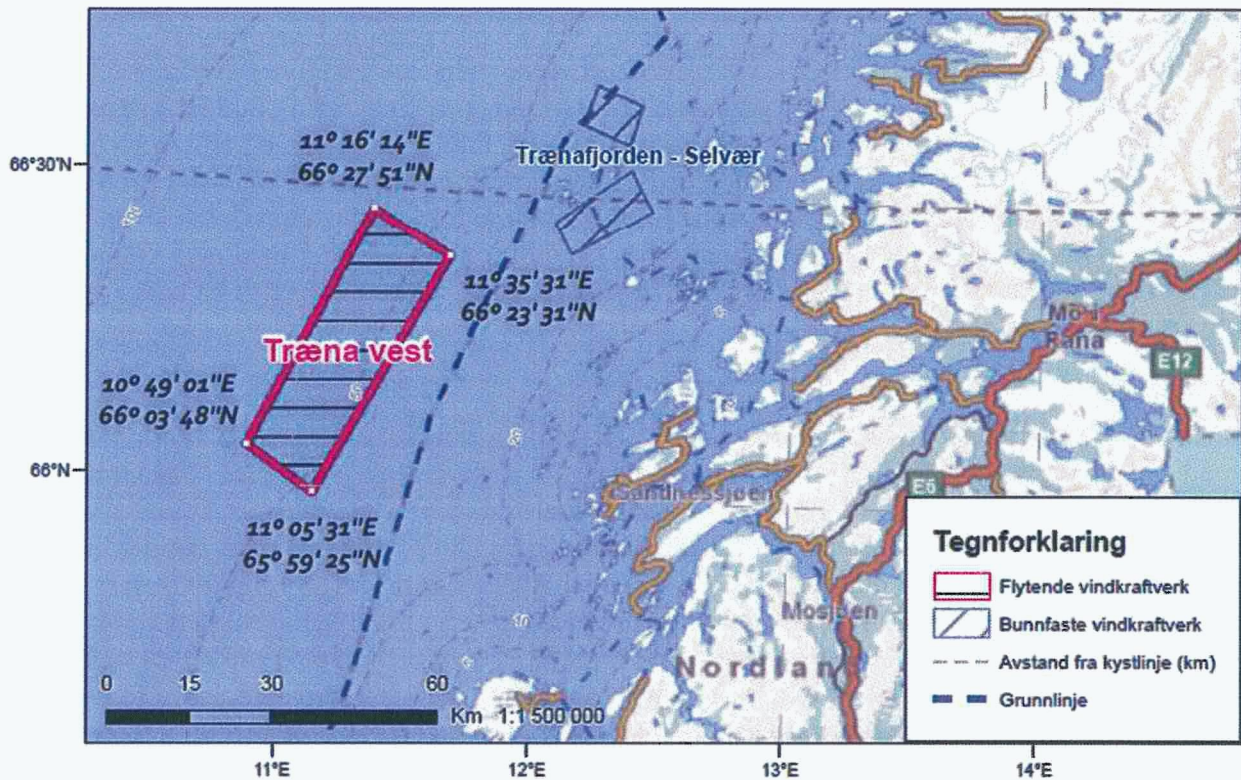 11° 16' 14"E
66° 27' 51"N
66°30'N
Trænafjorden - Selvær
11° 35' 31"E
66° 23' 31"N
Træna vest
Mo i
Rana
E12
10° 49' 01"E
66° 03' 48"N
66°N
Sandnessjøen
E6
11° 05' 31"E
65° 59' 25"N
Tegnforklaring
Flytende vindkraftverk
Bunnfaste vindkraftverk
Avstand fra kystlinje (km)
Grunnlinje
Mosjøen
Nordlan
0 15 30 60
Km 1:1 500 000
11°E 12°E 13°E 14°E